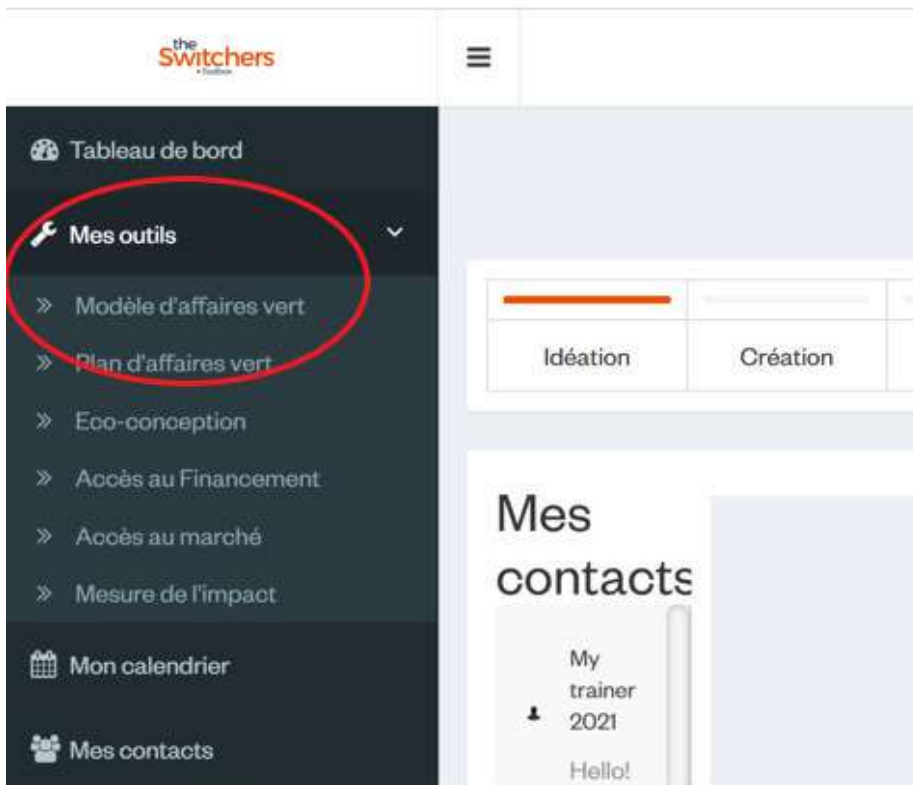 the
Switchers
Toolbox
Tableau de bord
Mes outils
Modèle d'affaires vert
Plan d'affaires vert
Eco-conception
Accès au Financement
Accès au marché
Mesure de l'impact
Mon calendrier
Mes contacts
Idéation
Création
Mes
contacts
My
trainer
2021
Hello!